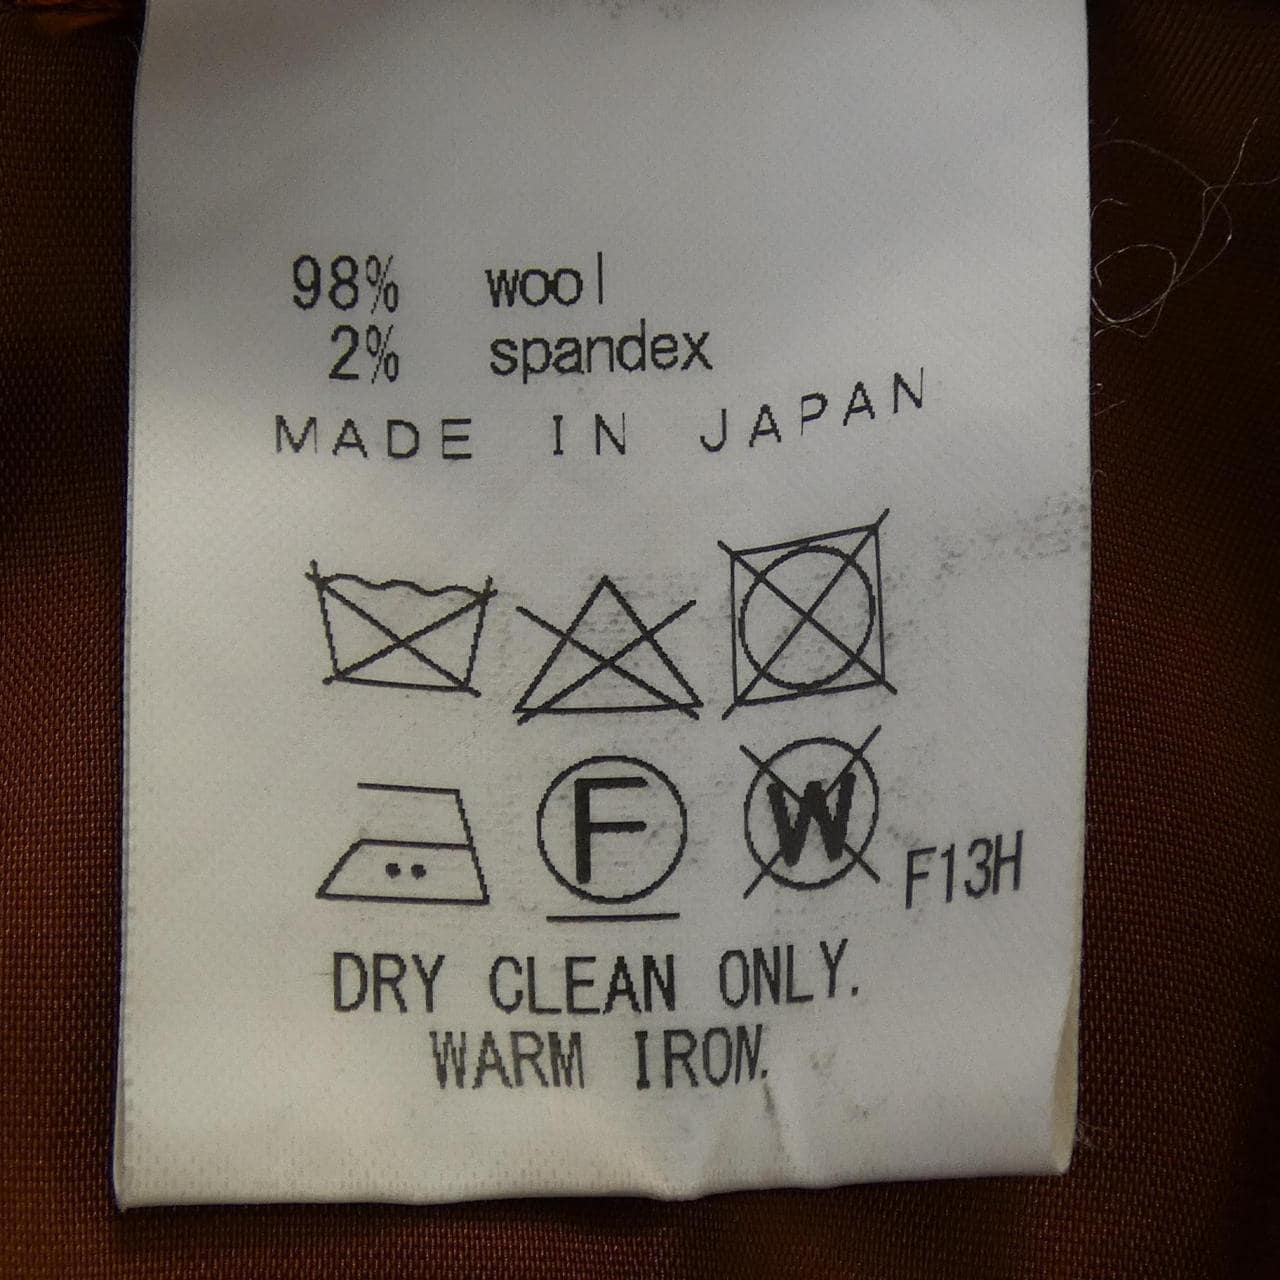 98% wool
2% spandex
MADE IN JAPAN
F W F13H
DRY CLEAN ONLY.
WARM IRON.